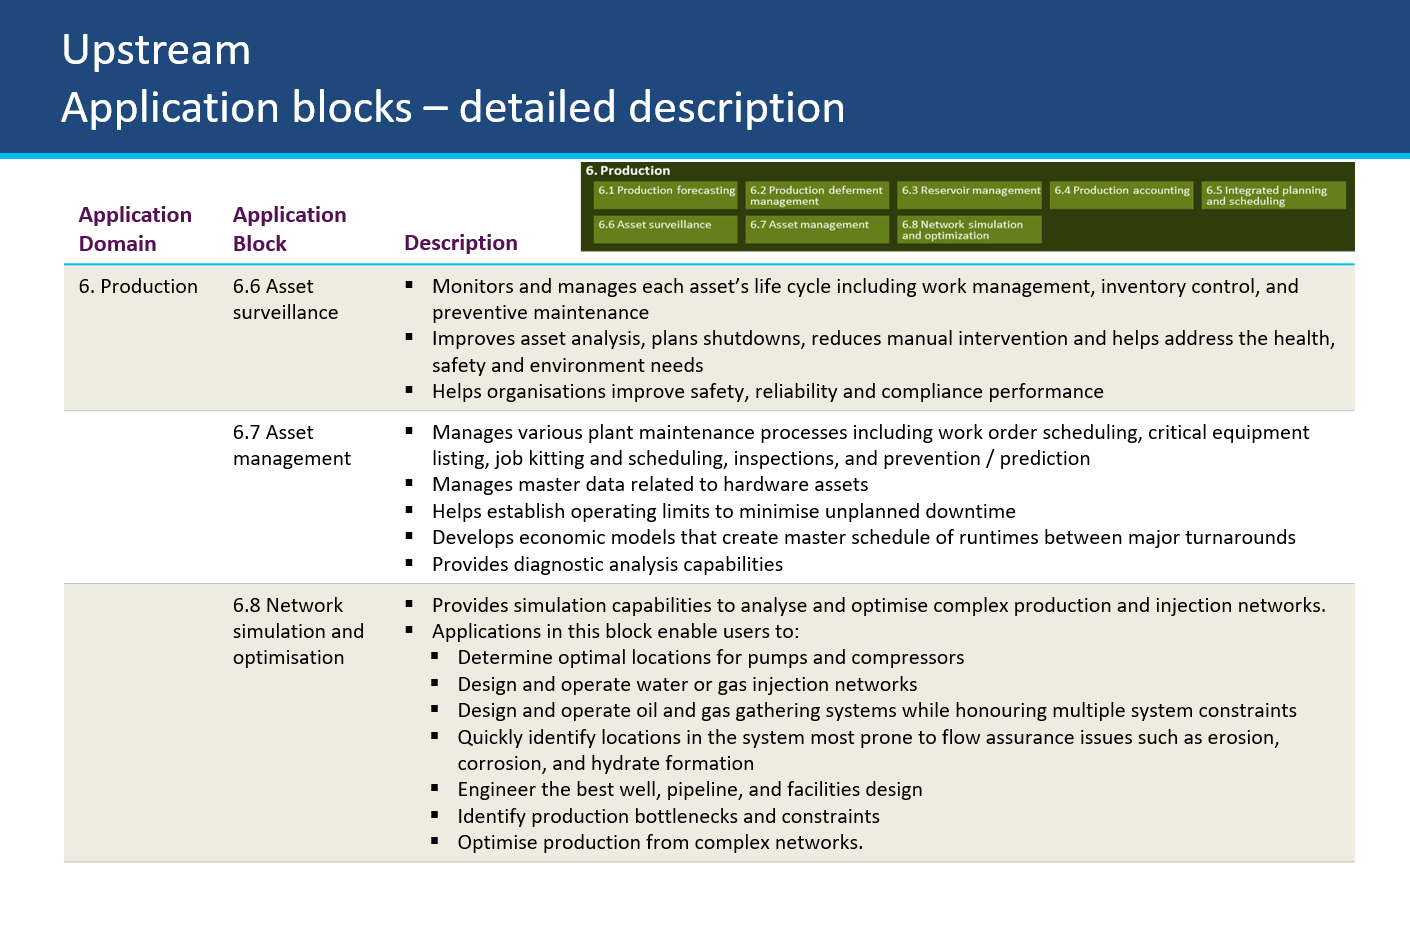 Upstream
Application blocks – detailed description
6. Production
6.1 Production forecasting
6.2 Production deferment
management
6.3 Reservoir management
6.4 Production accounting
6.5 Integrated planning
and scheduling
6.6 Asset surveillance
6.7 Asset management
6.8 Network simulation
and optimization
Application
Domain
Application
Block
Description
6. Production
6.6 Asset
surveillance
▪ Monitors and manages each asset’s life cycle including work management, inventory control, and
preventive maintenance
▪ Improves asset analysis, plans shutdowns, reduces manual intervention and helps address the health,
safety and environment needs
▪ Helps organisations improve safety, reliability and compliance performance
6.7 Asset
management
▪ Manages various plant maintenance processes including work order scheduling, critical equipment
listing, job kitting and scheduling, inspections, and prevention / prediction
▪ Manages master data related to hardware assets
▪ Helps establish operating limits to minimise unplanned downtime
▪ Develops economic models that create master schedule of runtimes between major turnarounds
▪ Provides diagnostic analysis capabilities
6.8 Network
simulation and
optimisation
▪ Provides simulation capabilities to analyse and optimise complex production and injection networks.
▪ Applications in this block enable users to:
▪ Determine optimal locations for pumps and compressors
▪ Design and operate water or gas injection networks
▪ Design and operate oil and gas gathering systems while honouring multiple system constraints
▪ Quickly identify locations in the system most prone to flow assurance issues such as erosion,
corrosion, and hydrate formation
▪ Engineer the best well, pipeline, and facilities design
▪ Identify production bottlenecks and constraints
▪ Optimise production from complex networks.